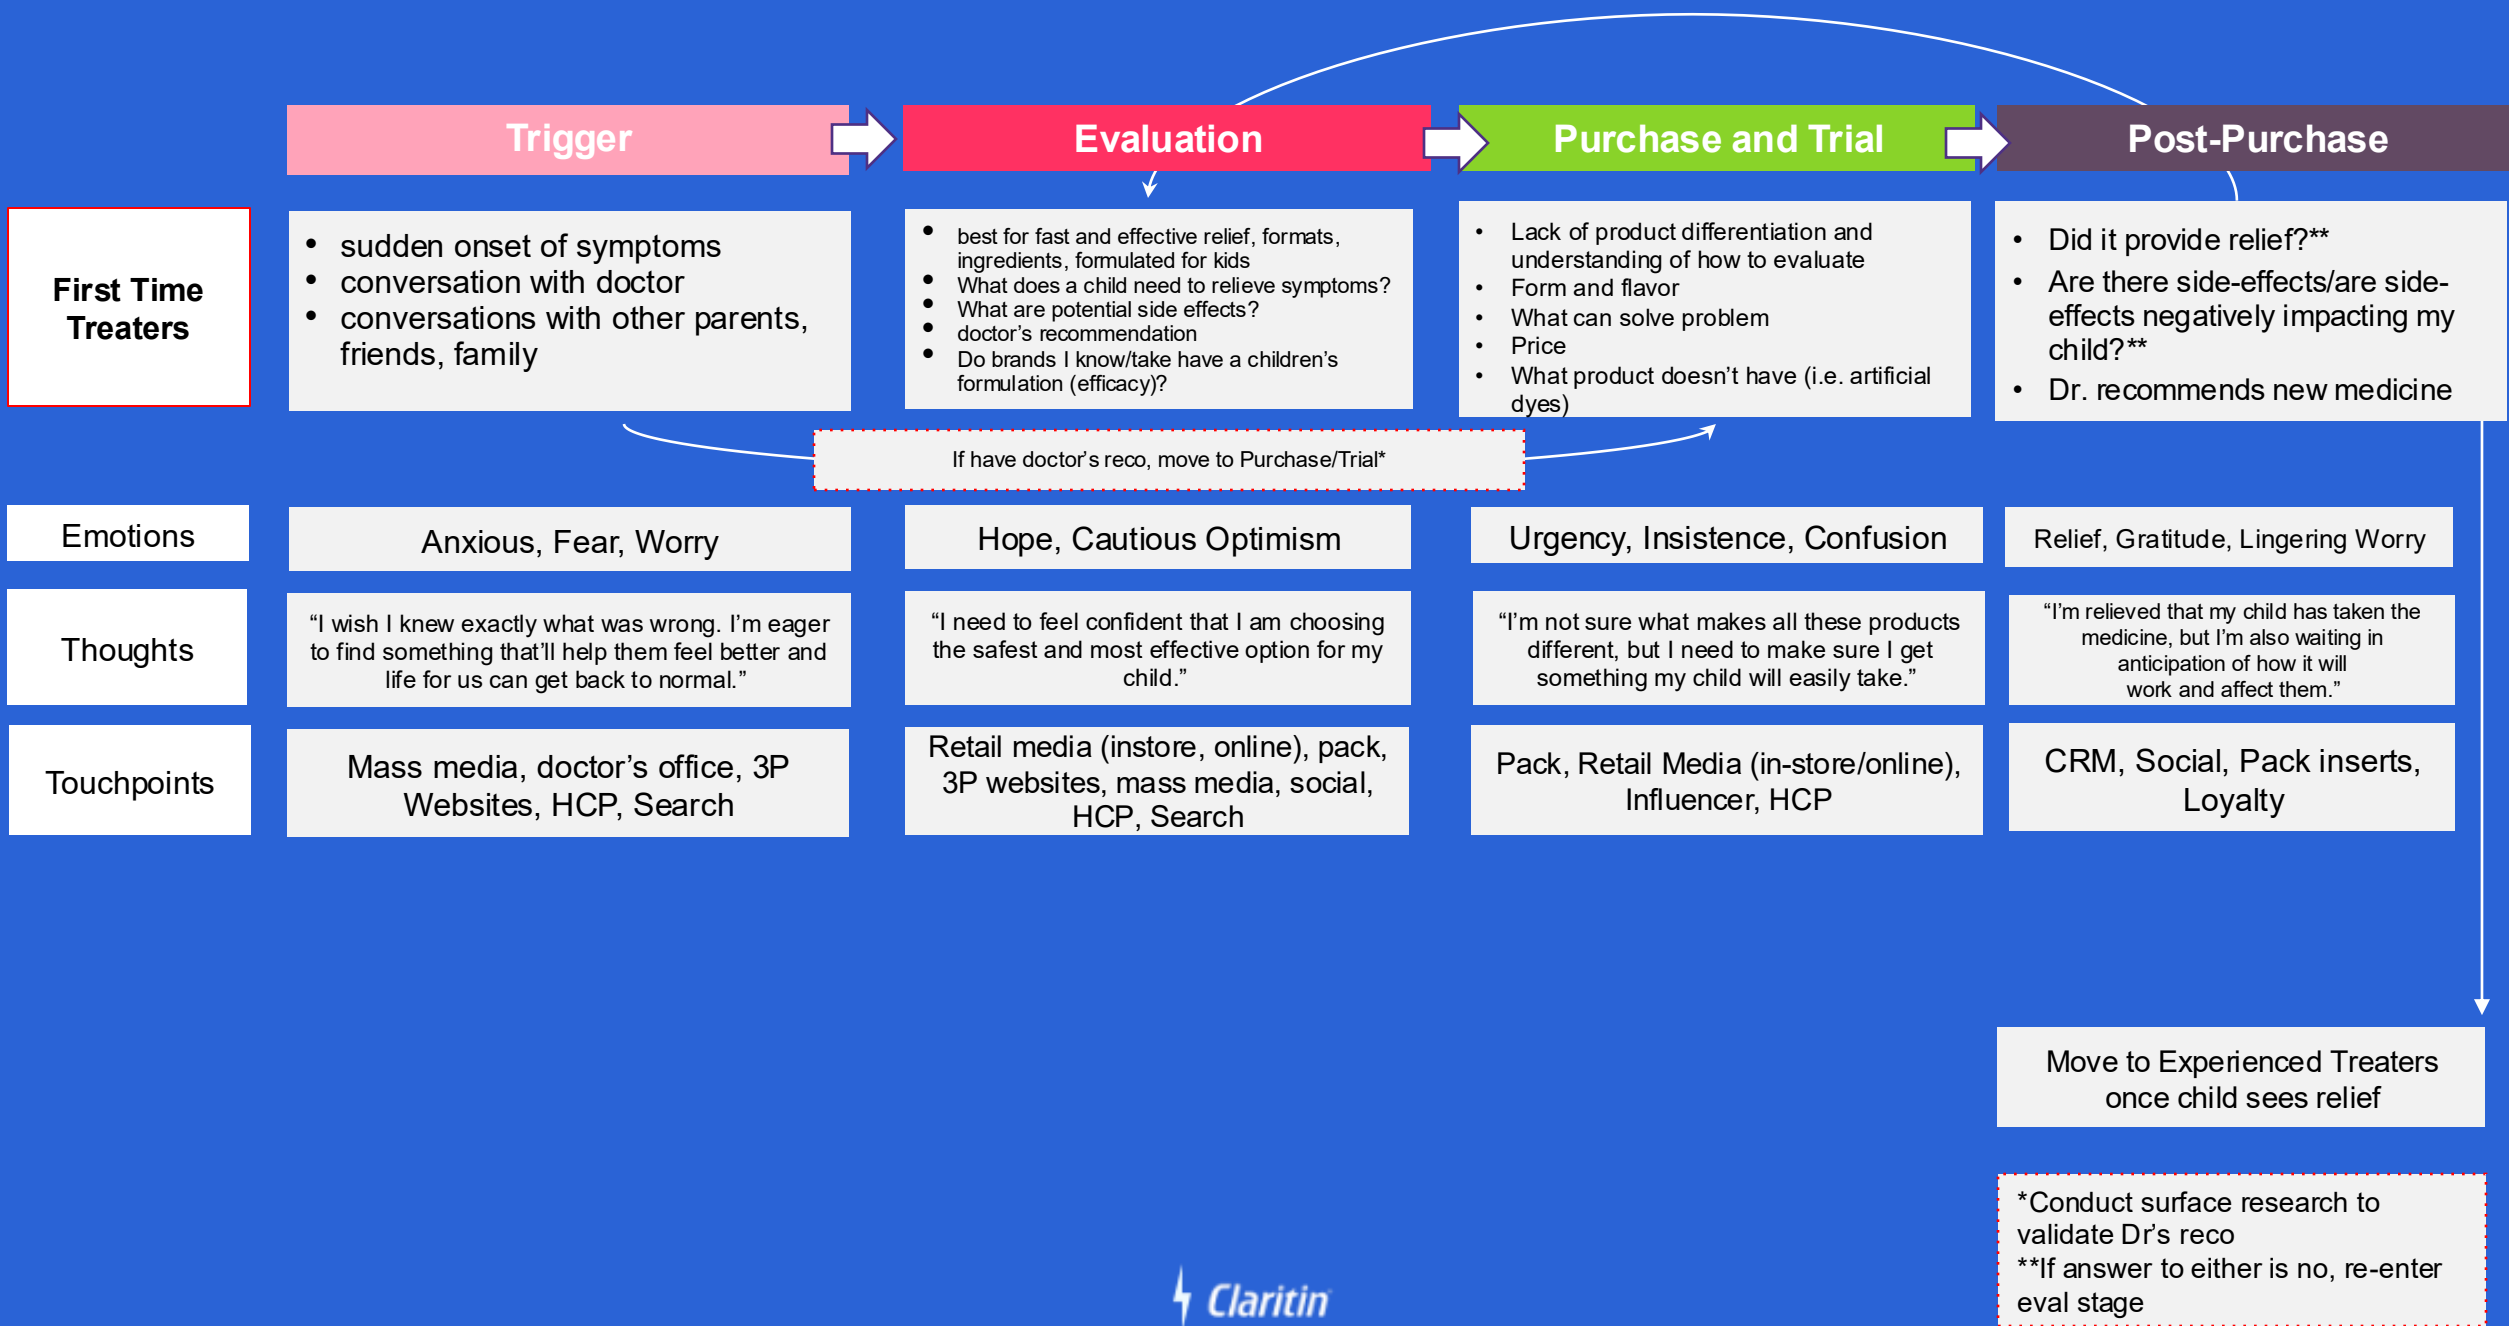 Trigger
Evaluation
Purchase and Trial
Post-Purchase
First Time
Treaters
• sudden onset of symptoms
• conversation with doctor
• conversations with other parents,
friends, family
• best for fast and effective relief, formats,
ingredients, formulated for kids
• What does a child need to relieve symptoms?
• What are potential side effects?
• doctor’s recommendation
• Do brands I know/take have a children’s
formulation (efficacy)?
• Lack of product differentiation and
understanding of how to evaluate
• Form and flavor
• What can solve problem
• Price
• What product doesn’t have (i.e. artificial
dyes)
• Did it provide relief?**
• Are there side-effects/are side-
effects negatively impacting my
child?**
• Dr. recommends new medicine
If have doctor’s reco, move to Purchase/Trial*
Emotions
Anxious, Fear, Worry
Hope, Cautious Optimism
Urgency, Insistence, Confusion
Relief, Gratitude, Lingering Worry
Thoughts
“I wish I knew exactly what was wrong. I’m eager
to find something that’ll help them feel better and
life for us can get back to normal.”
“I need to feel confident that I am choosing
the safest and most effective option for my
child.”
“I’m not sure what makes all these products
different, but I need to make sure I get
something my child will easily take.”
“I’m relieved that my child has taken the
medicine, but I’m also waiting in
anticipation of how it will
work and affect them.”
Touchpoints
Mass media, doctor’s office, 3P
Websites, HCP, Search
Retail media (instore, online), pack,
3P websites, mass media, social,
HCP, Search
Pack, Retail Media (in-store/online),
Influencer, HCP
CRM, Social, Pack inserts,
Loyalty
Move to Experienced Treaters
once child sees relief
*Conduct surface research to
validate Dr’s reco
**If answer to either is no, re-enter
eval stage
Claritin